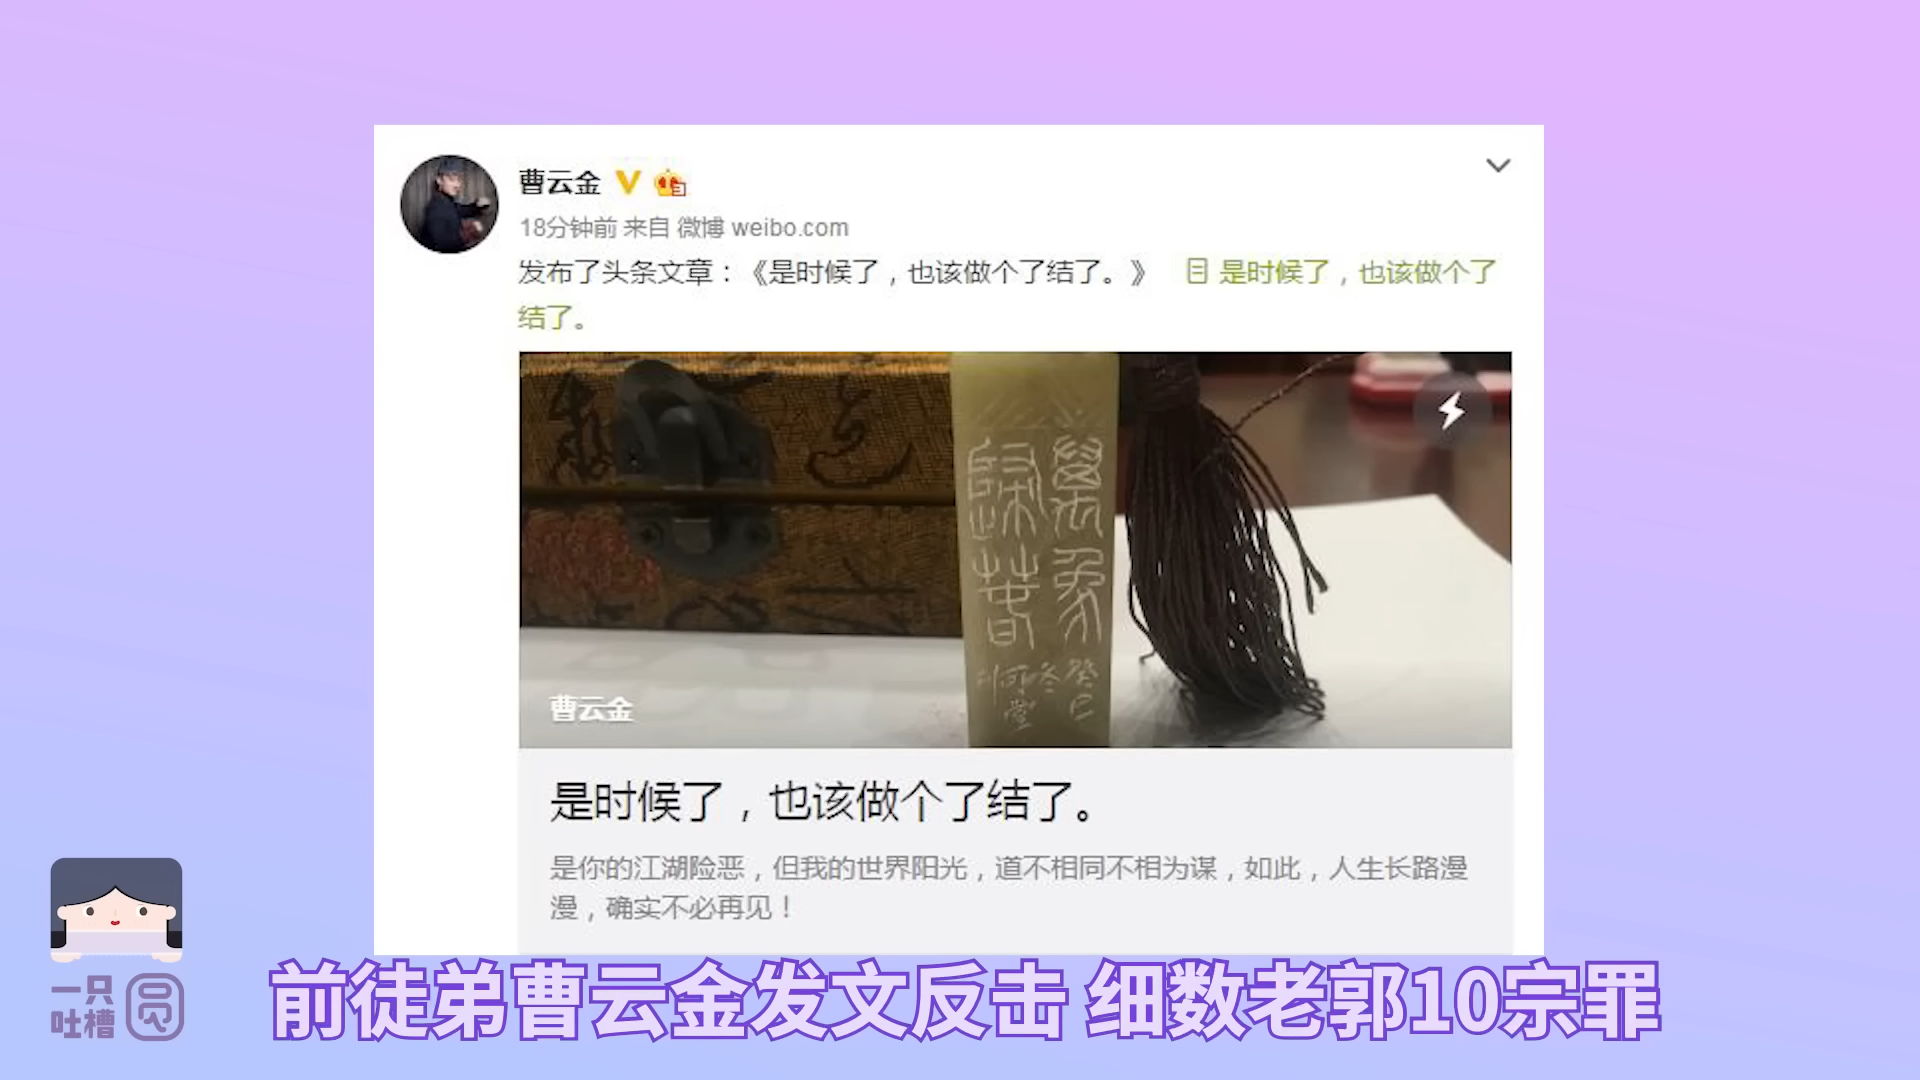 曹云金
18分钟前 来自 微博 weibo.com
发布了头条文章：《是时候了，也该做个了结了。》 是时候了，也该做个了
结了。
曹云金
是时候了，也该做个了结了。
是你的江湖险恶，但我的世界阳光，道不相同不相为谋，如此，人生长路漫
漫，确实不必再见！
一只
吐槽
圆
前徒弟曹云金发文反击 细数老郭10宗罪